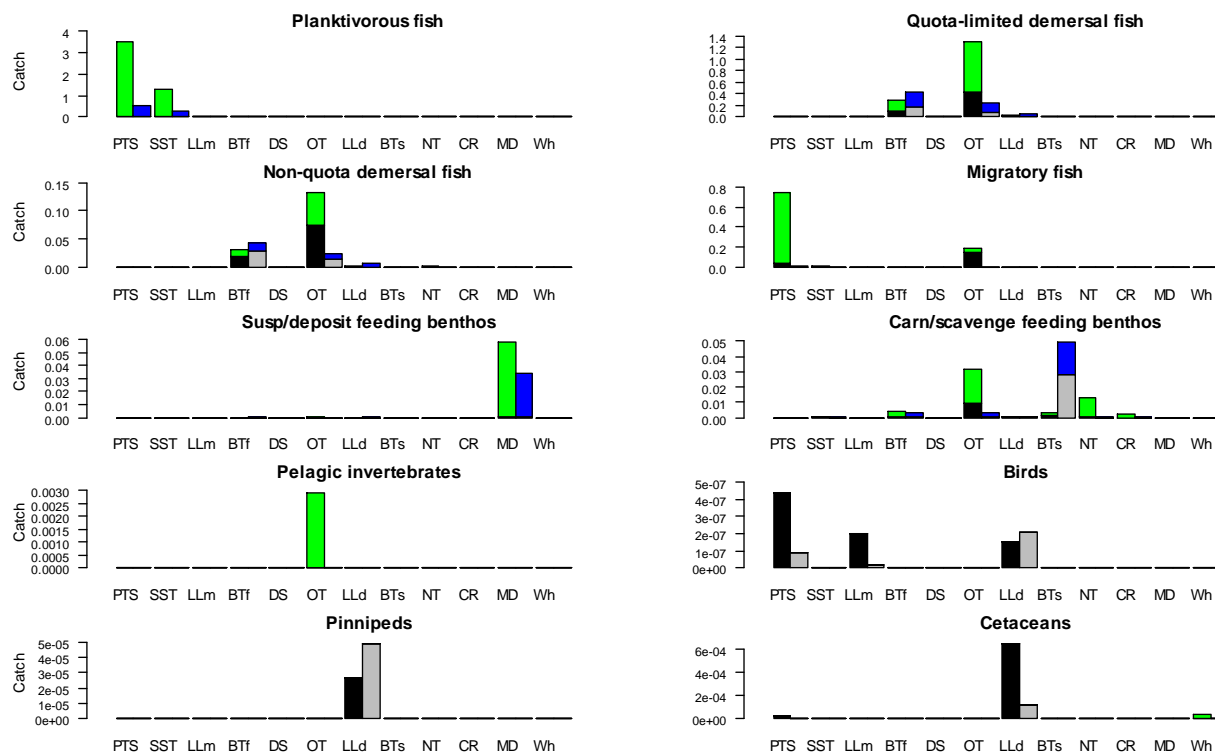 Planktivorous fish
Catch
4
3
2
1
0
PTS SST LLm BTf DS OT LLd BTs NT CR MD Wh
Quota-limited demersal fish
1.4
1.2
1.0
0.8
0.6
0.4
0.2
0.0
PTS SST LLm BTf DS OT LLd BTs NT CR MD Wh
Non-quota demersal fish
Catch
0.15
0.10
0.05
0.00
PTS SST LLm BTf DS OT LLd BTs NT CR MD Wh
Migratory fish
0.8
0.6
0.4
0.2
0.0
PTS SST LLm BTf DS OT LLd BTs NT CR MD Wh
Susp/deposit feeding benthos
Catch
0.06
0.05
0.04
0.03
0.02
0.01
0.00
PTS SST LLm BTf DS OT LLd BTs NT CR MD Wh
Carn/scavenge feeding benthos
0.05
0.04
0.03
0.02
0.01
0.00
PTS SST LLm BTf DS OT LLd BTs NT CR MD Wh
Pelagic invertebrates
Catch
0.0030
0.0025
0.0020
0.0015
0.0010
0.0005
0.0000
PTS SST LLm BTf DS OT LLd BTs NT CR MD Wh
Birds
5e-07
4e-07
3e-07
2e-07
1e-07
0e+00
PTS SST LLm BTf DS OT LLd BTs NT CR MD Wh
Pinnipeds
Catch
5e-05
4e-05
3e-05
2e-05
1e-05
0e+00
PTS SST LLm BTf DS OT LLd BTs NT CR MD Wh
Cetaceans
6e-04
4e-04
2e-04
0e+00
PTS SST LLm BTf DS OT LLd BTs NT CR MD Wh